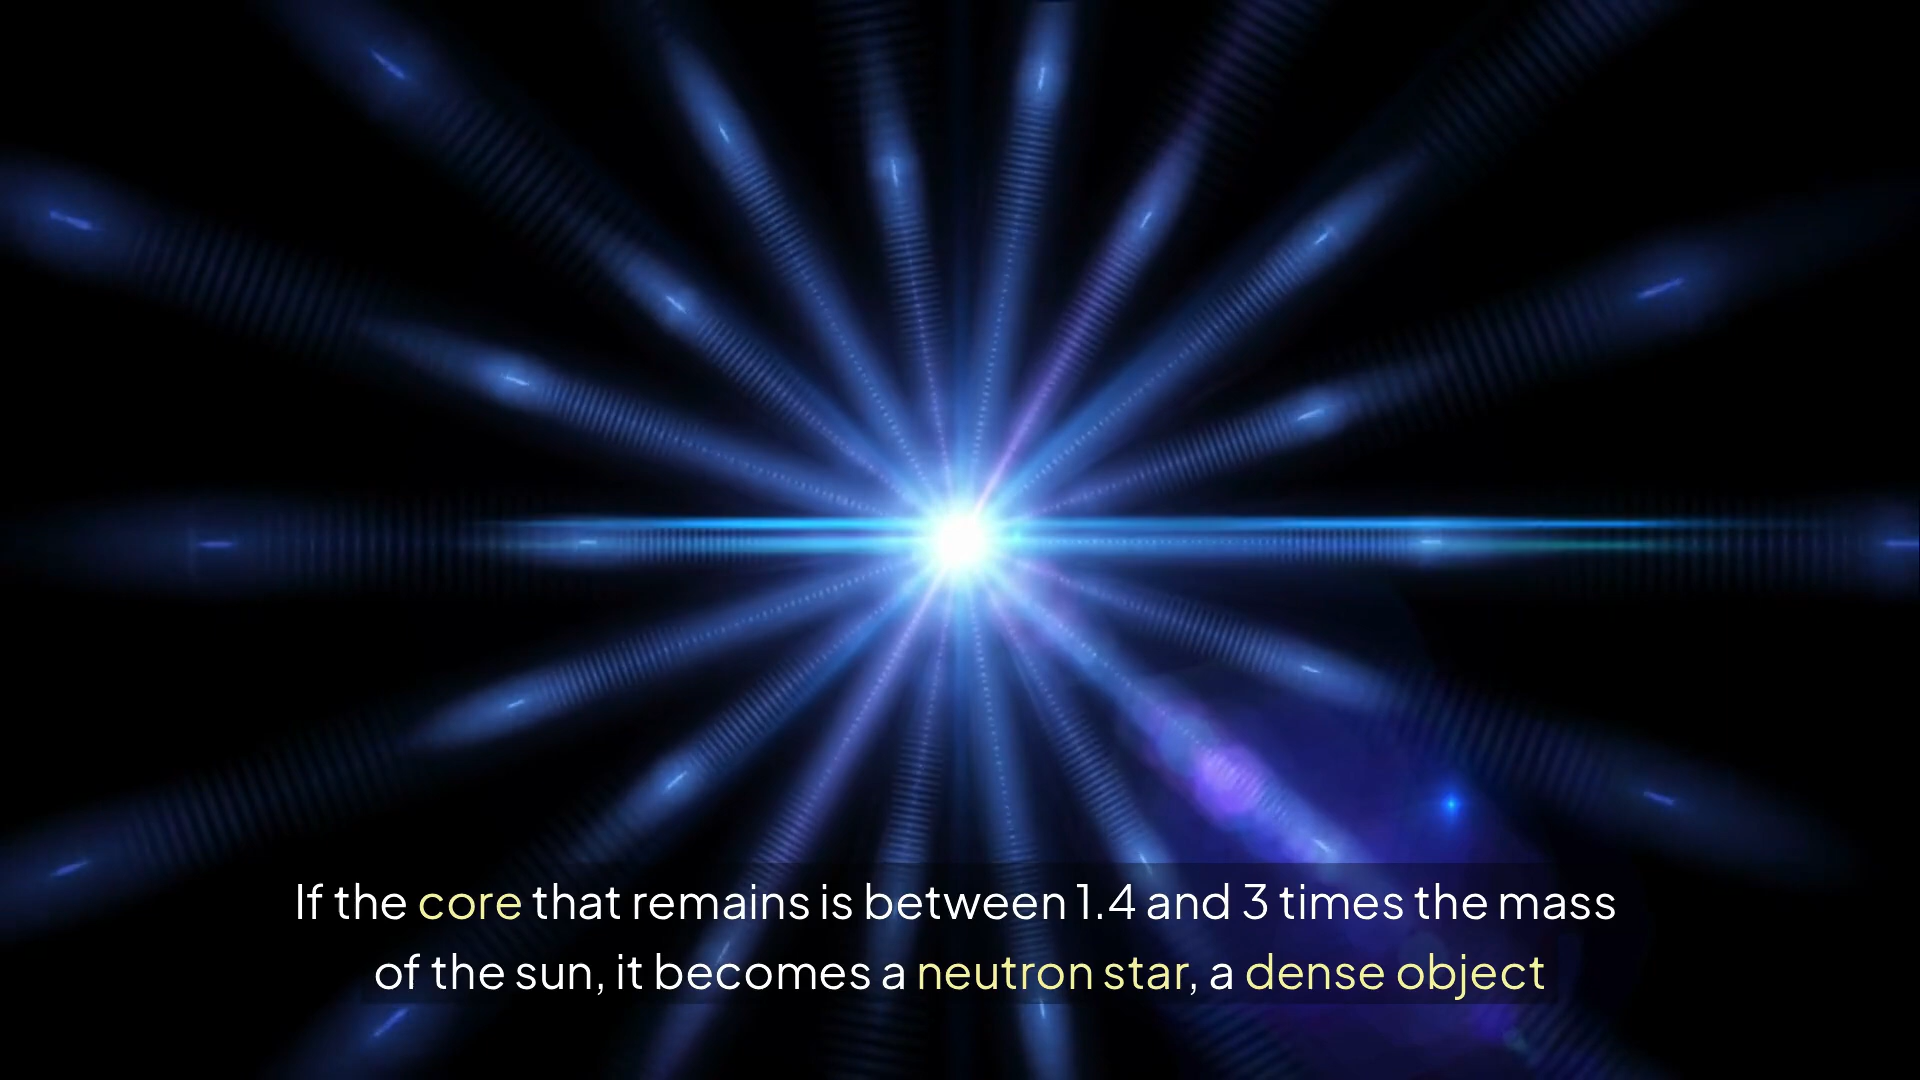 If the core that remains is between 1.4 and 3 times the mass
of the sun, it becomes a neutron star, a dense object